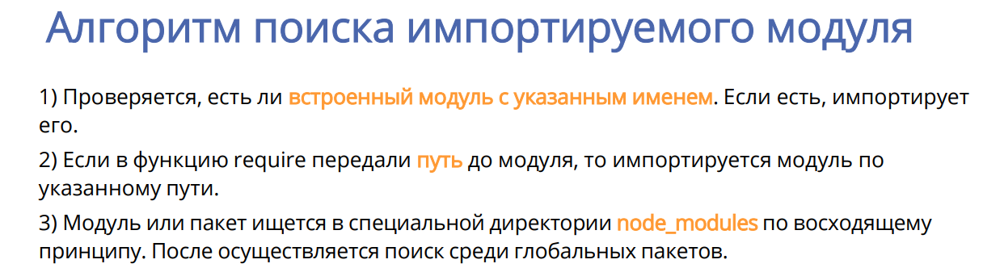 Алгоритм поиска импортируемого модуля
1) Проверяется, есть ли встроенный модуль с указанным именем. Если есть, импортирует
его.
2) Если в функцию require передали путь до модуля, то импортируется модуль по
указанному пути.
3) Модуль или пакет ищется в специальной директории node_modules по восходящему
принципу. После осуществляется поиск среди глобальных пакетов.